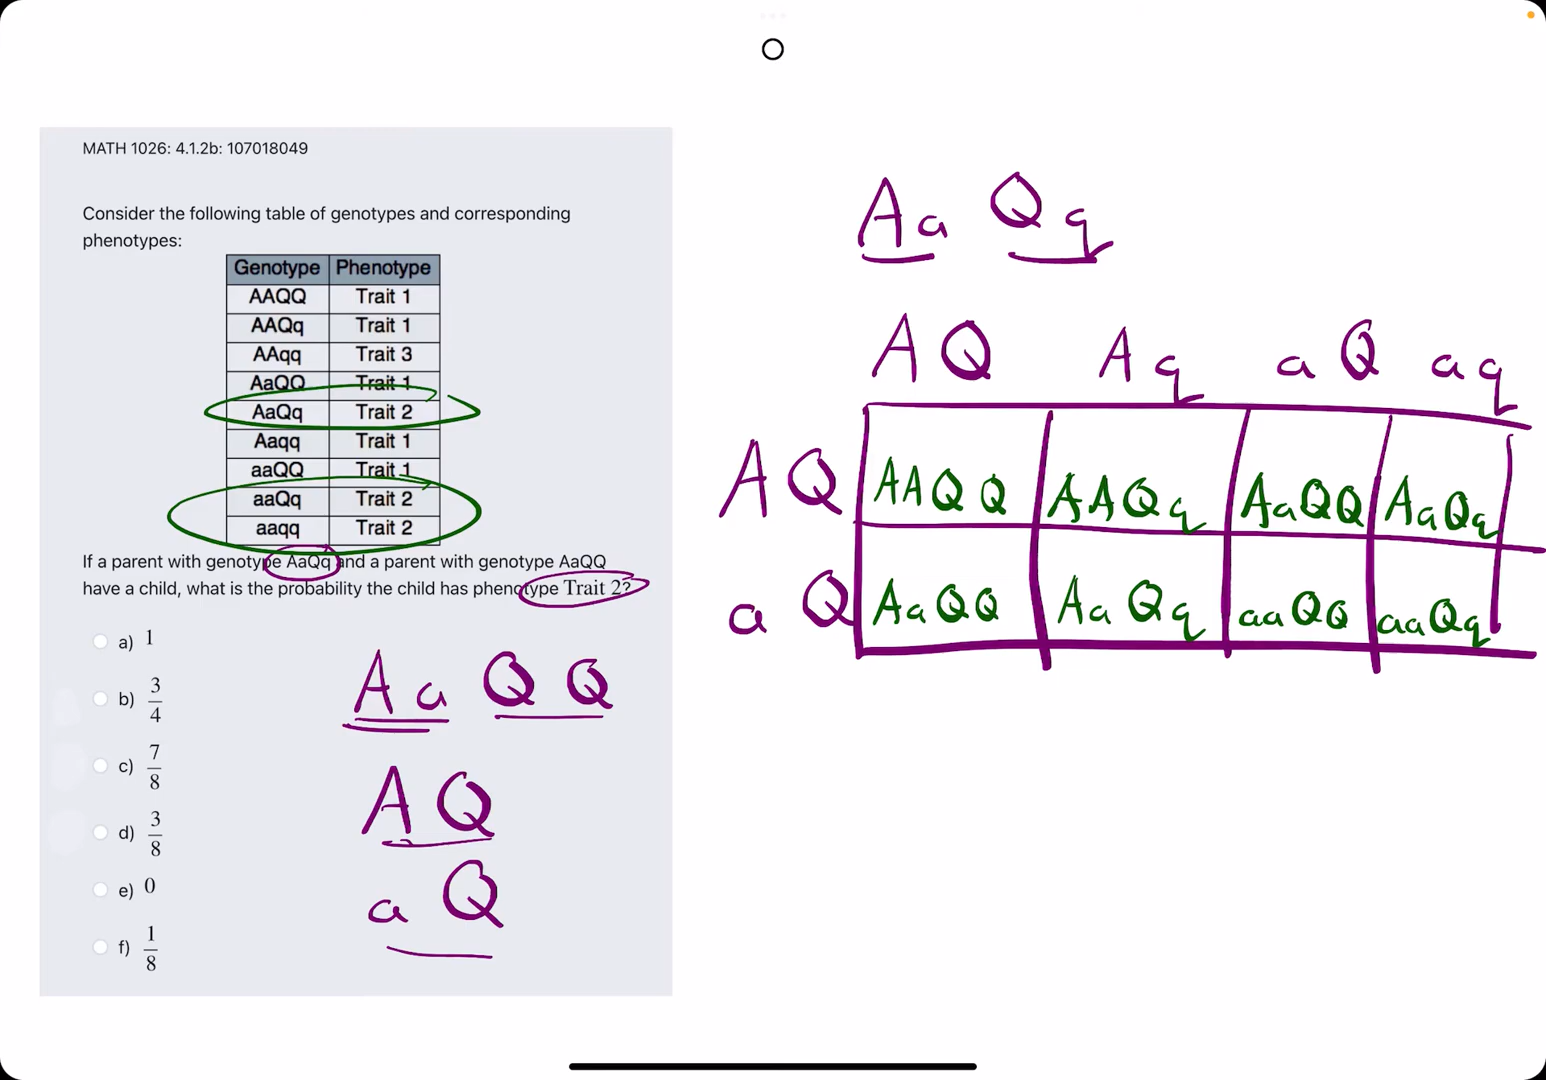 MATH 1026: 4.1.2b: 107018049
Consider the following table of genotypes and corresponding
phenotypes:
Genotype Phenotype
AAQQ Trait 1
AAQq Trait 1
AAqq Trait 3
AaQQ Trait 1
AaQq Trait 2
Aaqq Trait 1
aaQQ Trait 1
aaQq Trait 2
aaqq Trait 2
If a parent with genotype AaQq and a parent with genotype AaQQ
have a child, what is the probability the child has phenotype Trait 2?
a) 1
b) 3/4
c) 7/8
d) 3/8
e) 0
f) 1/8
Aa QQ
AQ
aQ
Aa Qq
AQ Aq aQ aq
AQ AAQQ AAQq AaQQ AaQq
aQ AaQQ AaQq aaQQ aaQq